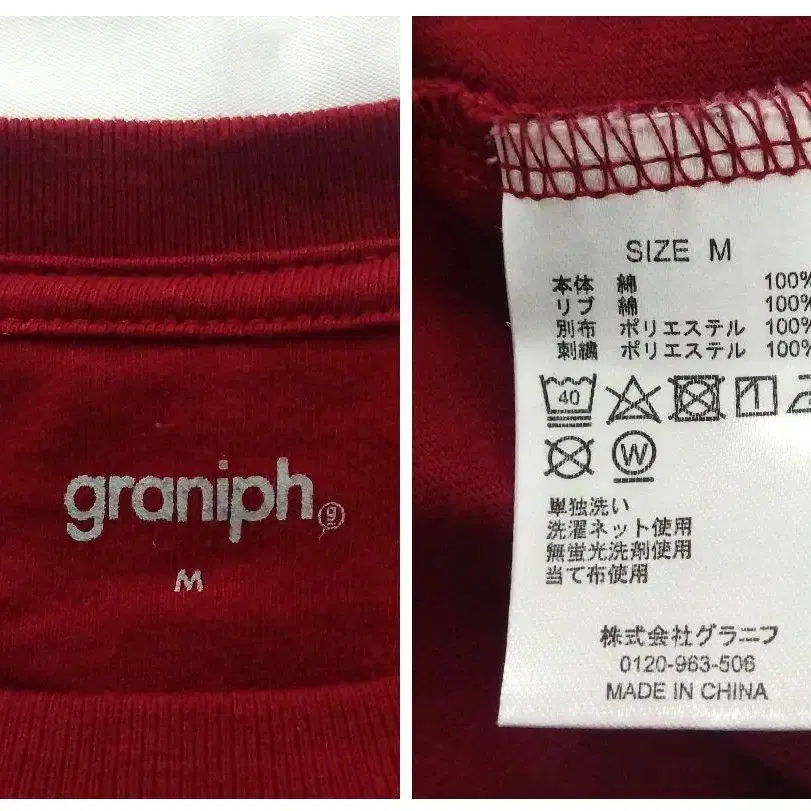 graniph
g
M
SIZE M
本体 綿 100%
リブ 綿 100%
別布 ポリエステル 100%
刺繍 ポリエステル 100%
40
W
単独洗い
洗濯ネット使用
無蛍光洗剤使用
当て布使用
株式会社グラニフ
0120-963-506
MADE IN CHINA